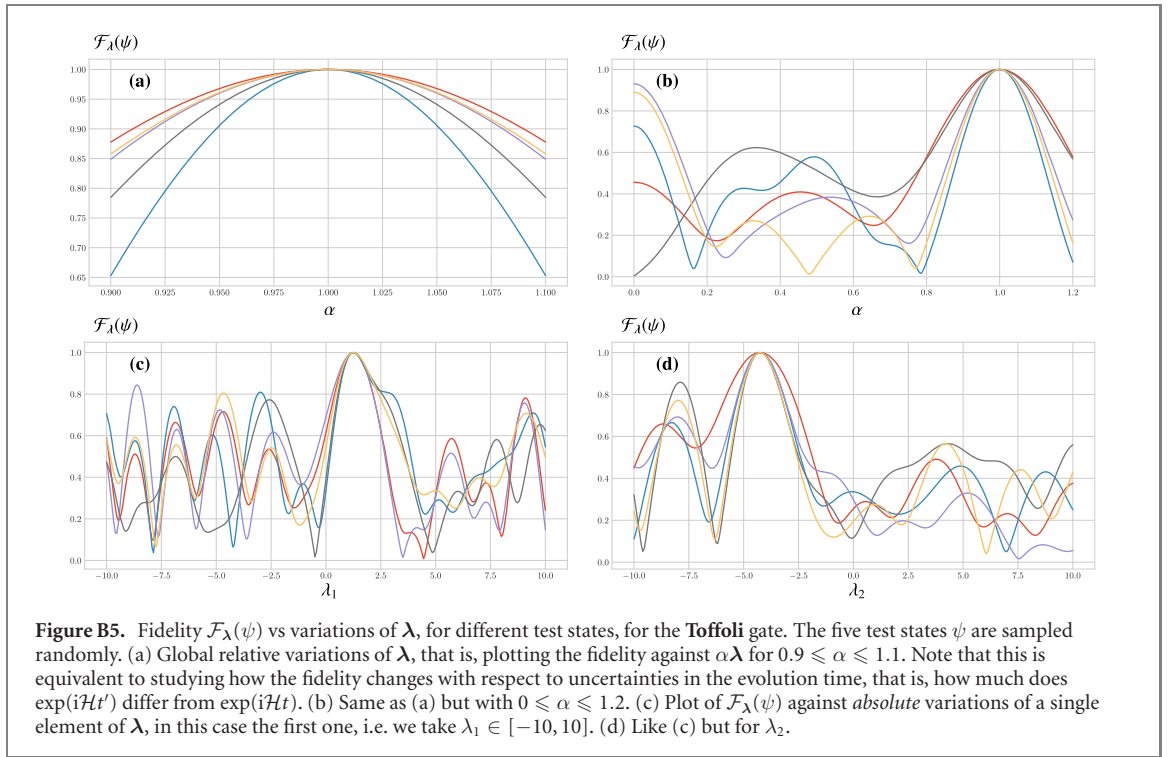 𝓕_λ(ψ)
(a)
1.00
0.95
0.90
0.85
0.80
0.75
0.70
0.65
0.900 0.925 0.950 0.975 1.000 1.025 1.050 1.075 1.100
α
𝓕_λ(ψ)
(b)
1.0
0.8
0.6
0.4
0.2
0.0
0.0 0.2 0.4 0.6 0.8 1.0 1.2
α
𝓕_λ(ψ)
(c)
1.0
0.8
0.6
0.4
0.2
0.0
−10.0 −7.5 −5.0 −2.5 0.0 2.5 5.0 7.5 10.0
λ₁
𝓕_λ(ψ)
(d)
1.0
0.8
0.6
0.4
0.2
0.0
−10.0 −7.5 −5.0 −2.5 0.0 2.5 5.0 7.5 10.0
λ₂
Figure B5. Fidelity 𝓕_λ(ψ) vs variations of λ, for different test states, for the Toffoli gate. The five test states ψ are sampled
randomly. (a) Global relative variations of λ, that is, plotting the fidelity against αλ for 0.9 ⩽ α ⩽ 1.1. Note that this is
equivalent to studying how the fidelity changes with respect to uncertainties in the evolution time, that is, how much does
exp(i𝓗t′) differ from exp(i𝓗t). (b) Same as (a) but with 0 ⩽ α ⩽ 1.2. (c) Plot of 𝓕_λ(ψ) against absolute variations of a single
element of λ, in this case the first one, i.e. we take λ₁ ∈ [−10, 10]. (d) Like (c) but for λ₂.